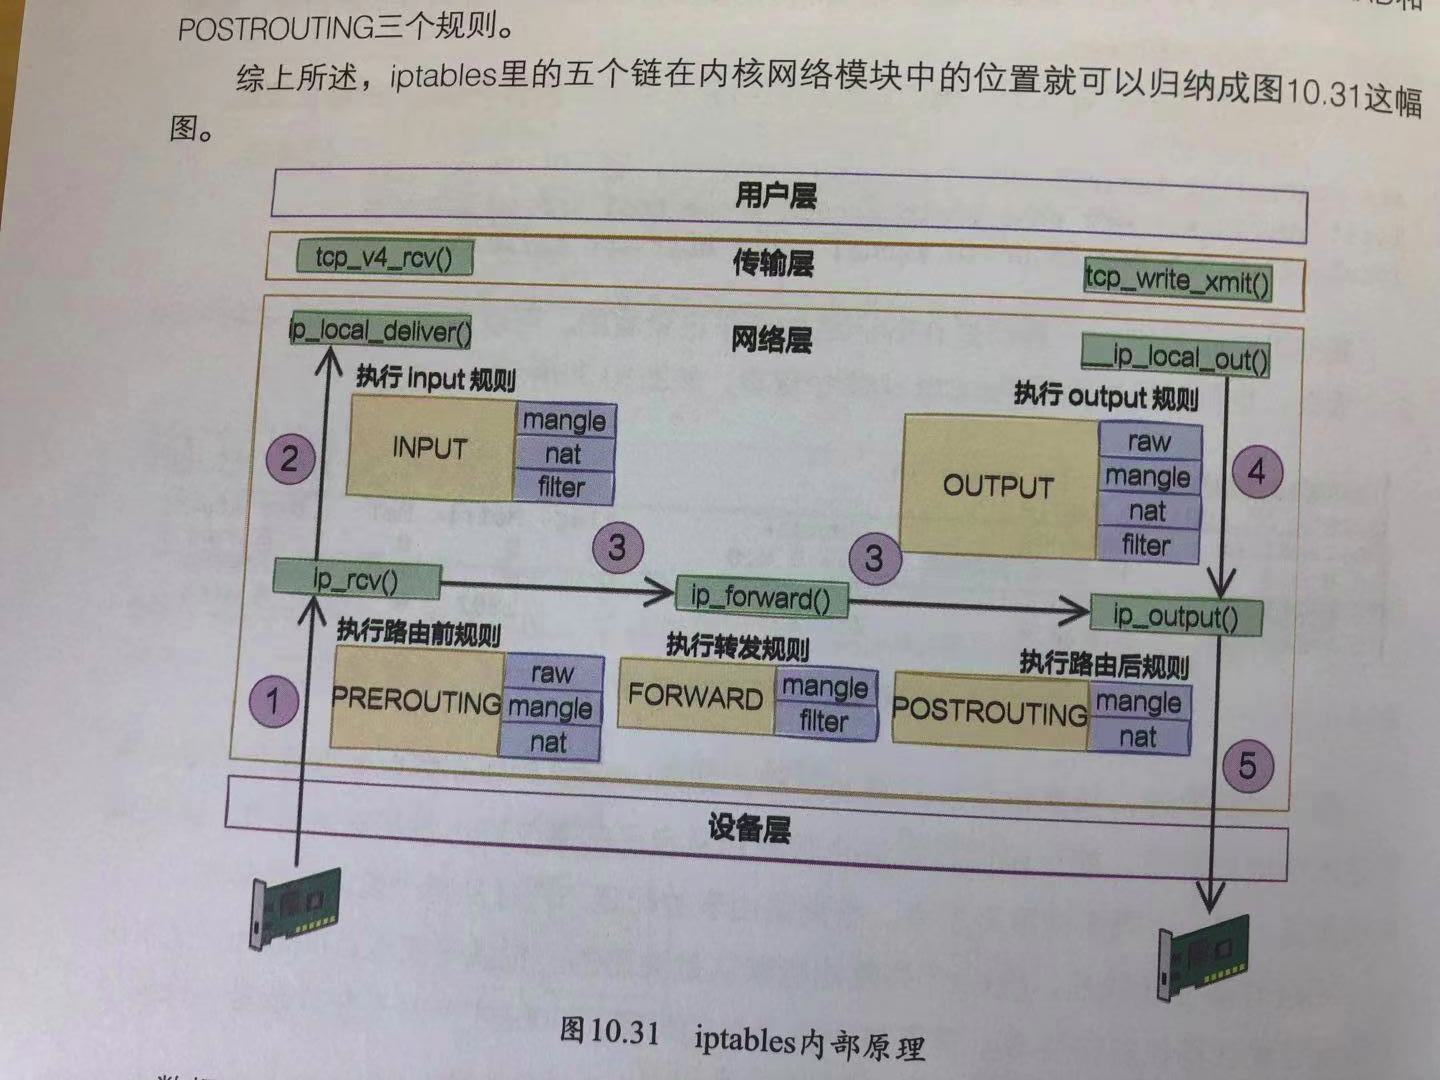 POSTROUTING三个规则。
综上所述，iptables里的五个链在内核网络模块中的位置就可以归纳成图10.31这幅
图。
用户层
tcp_v4_rcv()
传输层
tcp_write_xmit()
ip_local_deliver()
网络层
__ip_local_out()
执行 input 规则
执行 output 规则
INPUT
mangle
nat
filter
OUTPUT
raw
mangle
nat
filter
2
4
3
3
ip_rcv()
ip_forward()
ip_output()
执行路由前规则
执行转发规则
执行路由后规则
1
PREROUTING
raw
mangle
nat
FORWARD
mangle
filter
POSTROUTING
mangle
nat
5
设备层
图10.31 iptables内部原理